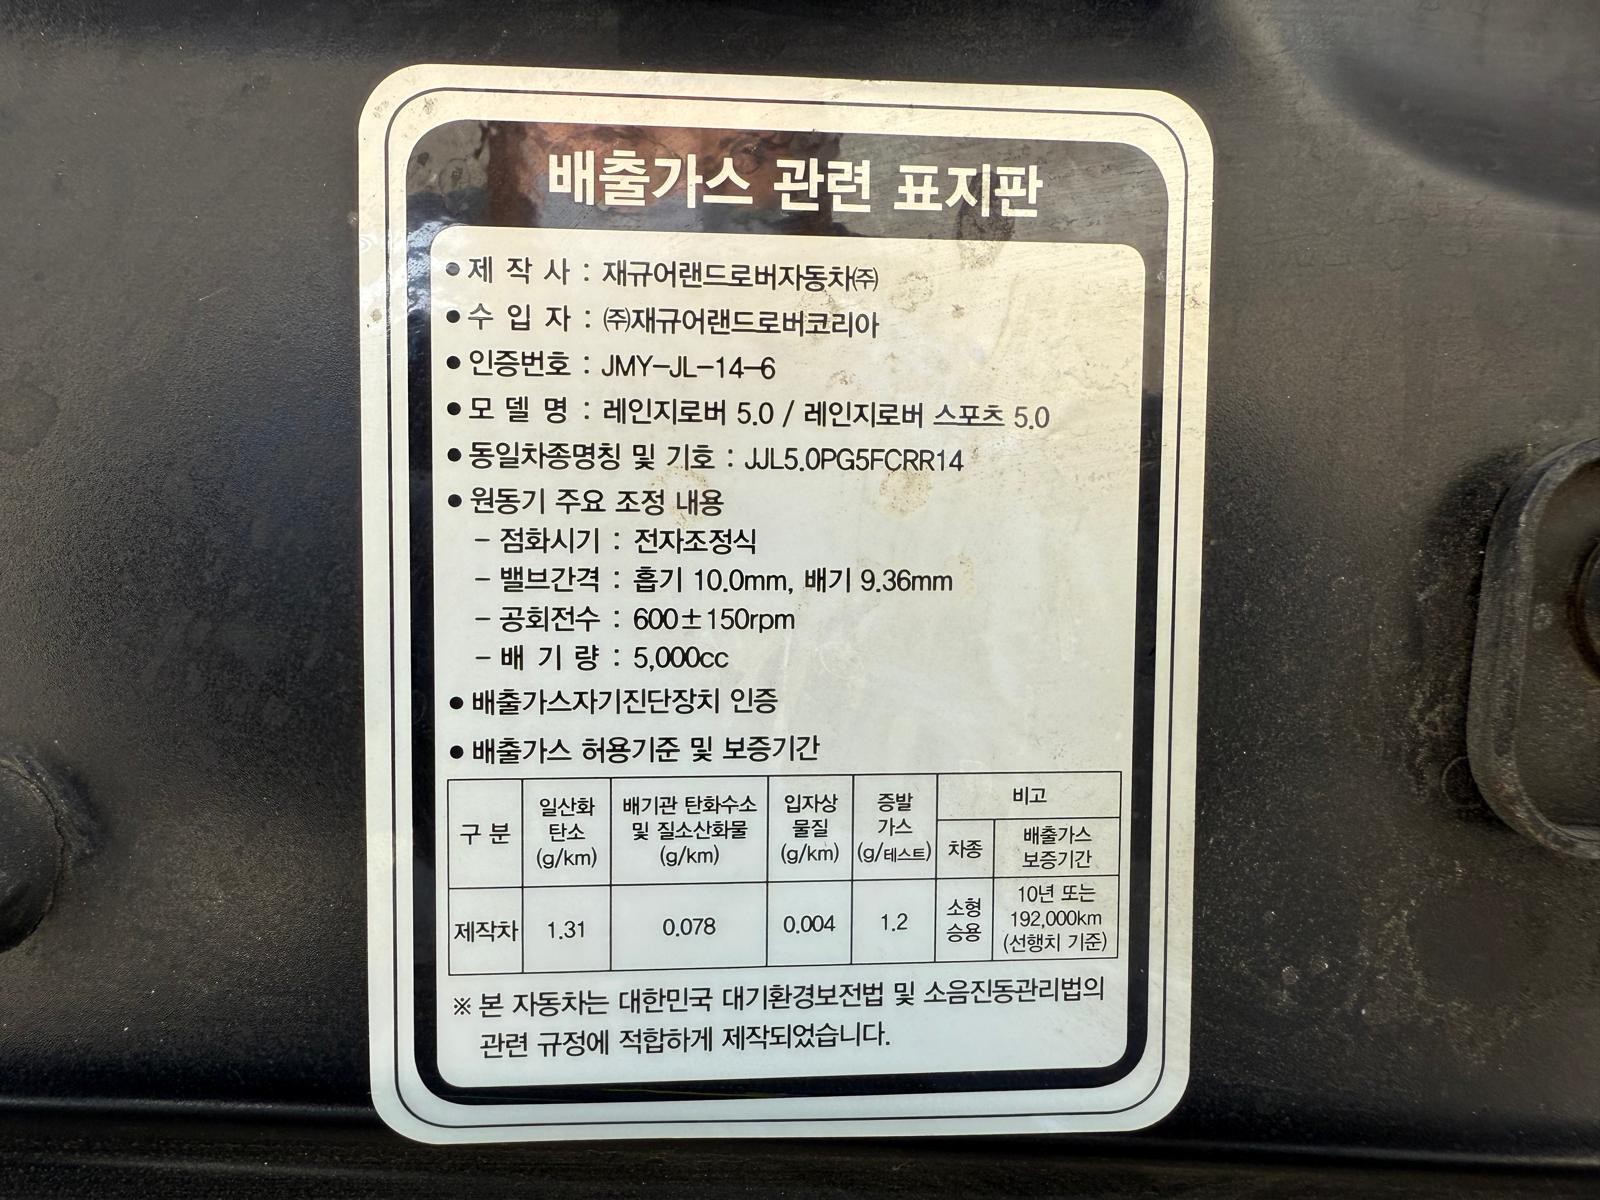 배출가스 관련 표지판
● 제 작 사 : 재규어랜드로버자동차㈜
● 수 입 자 : ㈜재규어랜드로버코리아
● 인증번호 : JMY-JL-14-6
● 모 델 명 : 레인지로버 5.0 / 레인지로버 스포츠 5.0
● 동일차종명칭 및 기호 : JJL5.0PG5FCRR14
● 원동기 주요 조정 내용
- 점화시기 : 전자조정식
- 밸브간격 : 흡기 10.0mm, 배기 9.36mm
- 공회전수 : 600±150rpm
- 배 기 량 : 5,000cc
● 배출가스자기진단장치 인증
● 배출가스 허용기준 및 보증기간
구 분 일산화탄소 (g/km) 배기관 탄화수소 및 질소산화물 (g/km) 입자상물질 (g/km) 증발가스 (g/테스트) 비고
차종 배출가스 보증기간
제작차 1.31 0.078 0.004 1.2 소형승용 10년 또는 192,000km (선행치 기준)
※ 본 자동차는 대한민국 대기환경보전법 및 소음진동관리법의
관련 규정에 적합하게 제작되었습니다.